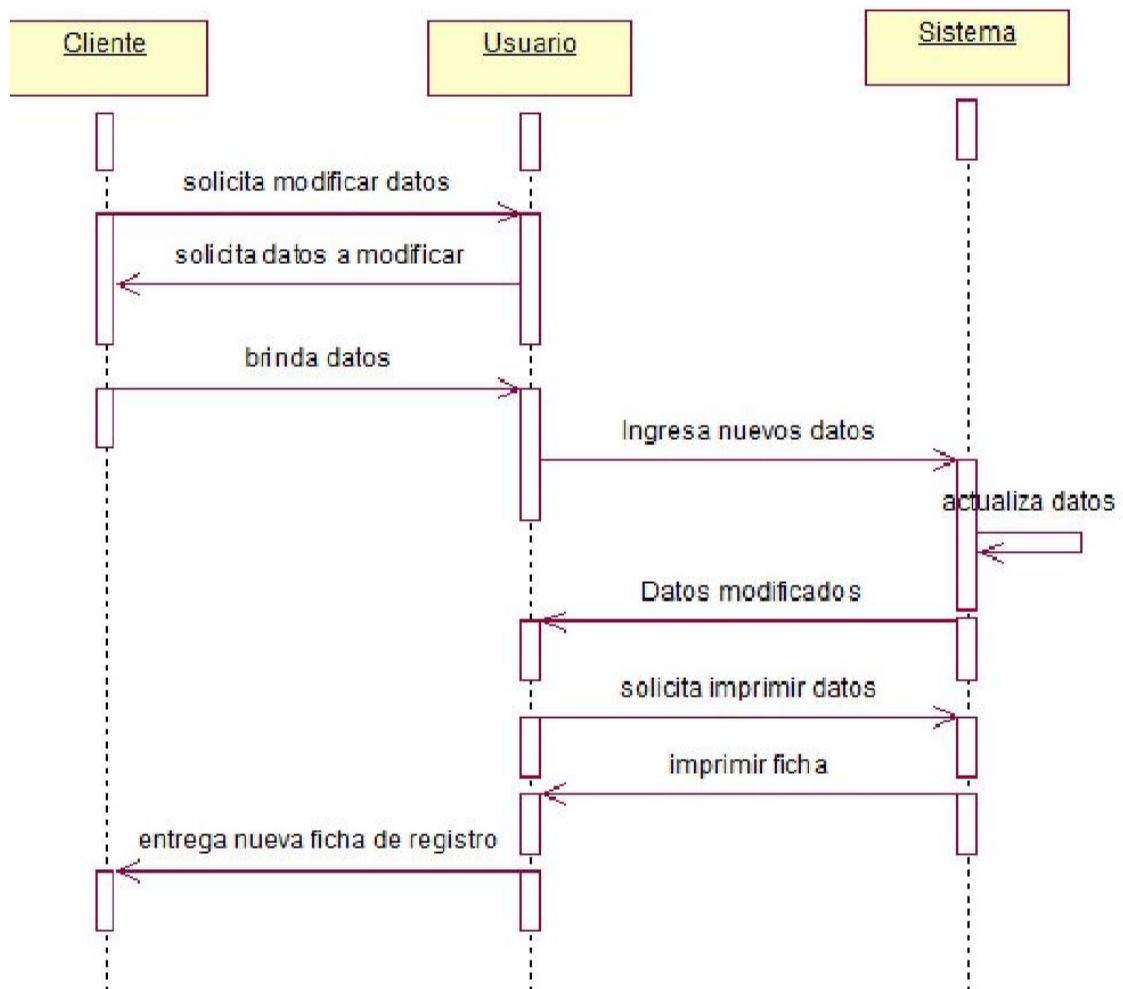 Cliente
Usuario
Sistema
solicita modificar datos
solicita datos a modificar
brinda datos
Ingresa nuevos datos
actualiza datos
Datos modificados
solicita imprimir datos
imprimir ficha
entrega nueva ficha de registro